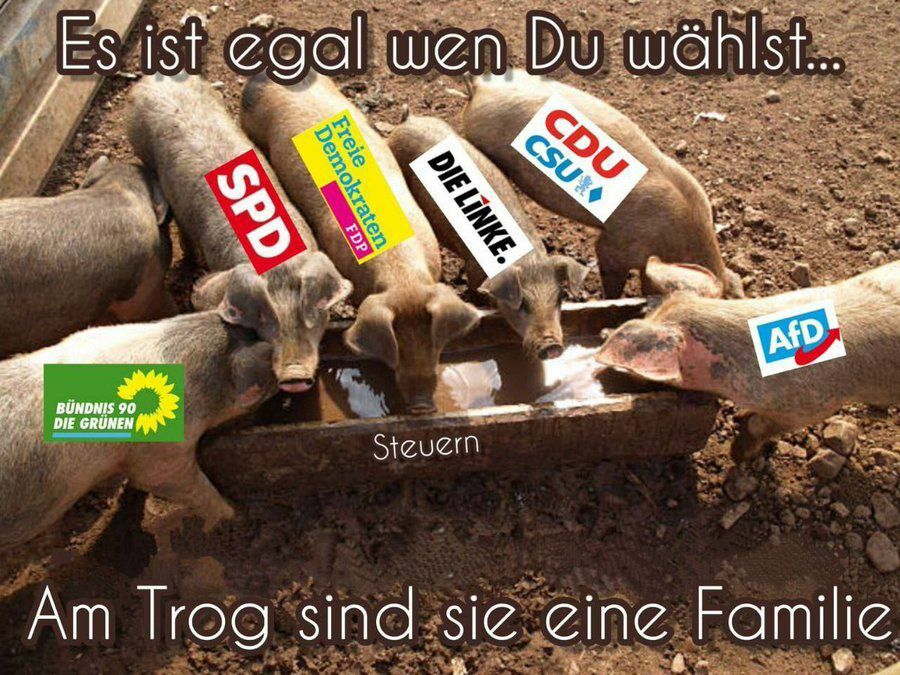 Es ist egal wen Du wählst...
SPD
Freie
Demokraten
FDP
DIE LINKE.
CDU
CSU
AfD
BÜNDNIS 90
DIE GRÜNEN
Steuern
Am Trog sind sie eine Familie